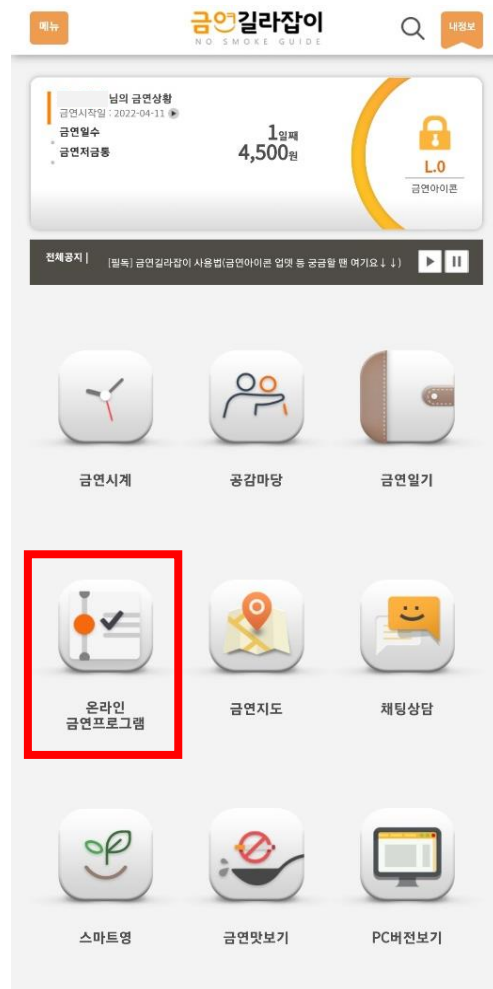 메뉴
금연길라잡이
NO SMOKE GUIDE
내정보
님의 금연상황
금연시작일 : 2022-04-11
금연일수 1일째
금연저금통 4,500원
L.0
금연아이콘
전체공지 | [필독] 금연길라잡이 사용법(금연아이콘 업뎃 등 궁금할 땐 여기요↓↓)
금연시계 공감마당 금연일기
온라인
금연프로그램 금연지도 채팅상담
스마트영 금연맛보기 PC버전보기